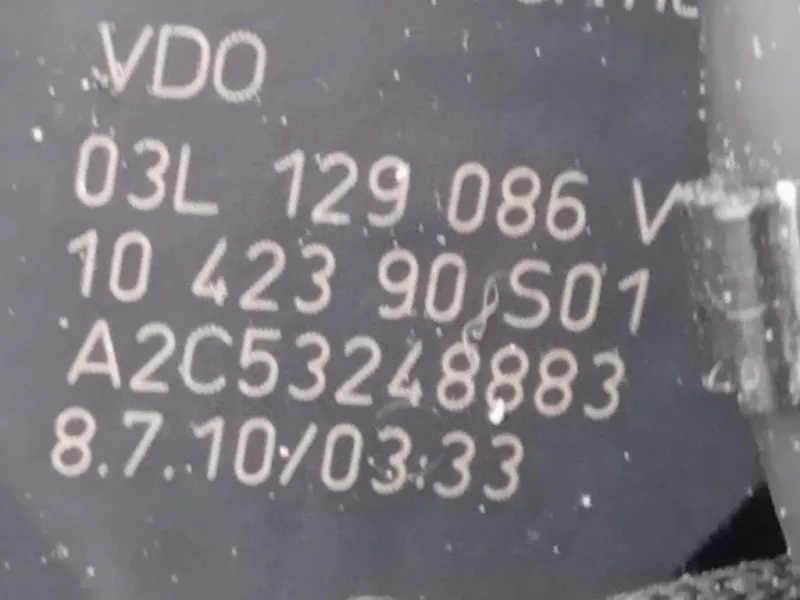 VDO
03L 129 086 V
10 423 90 S01
A2C53248883
8.7.10/03:33